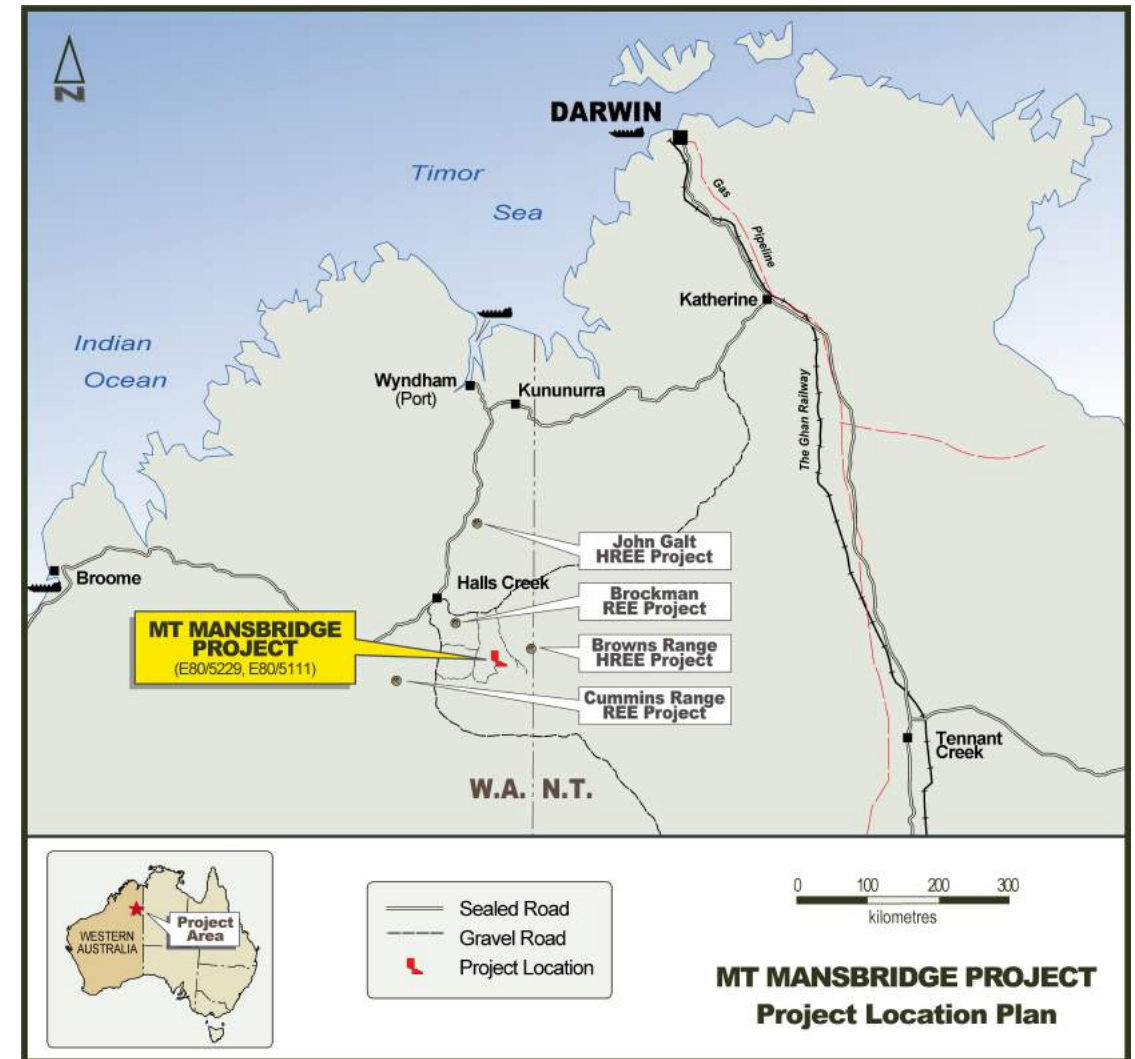 N
DARWIN
Timor
Sea
Gas
Pipeline
Katherine
Indian
Ocean
Wyndham
(Port)
Kununurra
The Ghan Railway
John Galt
HREE Project
Broome
Halls Creek
Brockman
REE Project
MT MANSBRIDGE
PROJECT
(E80/5229, E80/5111)
Browns Range
HREE Project
Cummins Range
REE Project
Tennant
Creek
W.A. N.T.
WESTERN
AUSTRALIA
Project
Area
Sealed Road
Gravel Road
Project Location
0 100 200 300
kilometres
MT MANSBRIDGE PROJECT
Project Location Plan